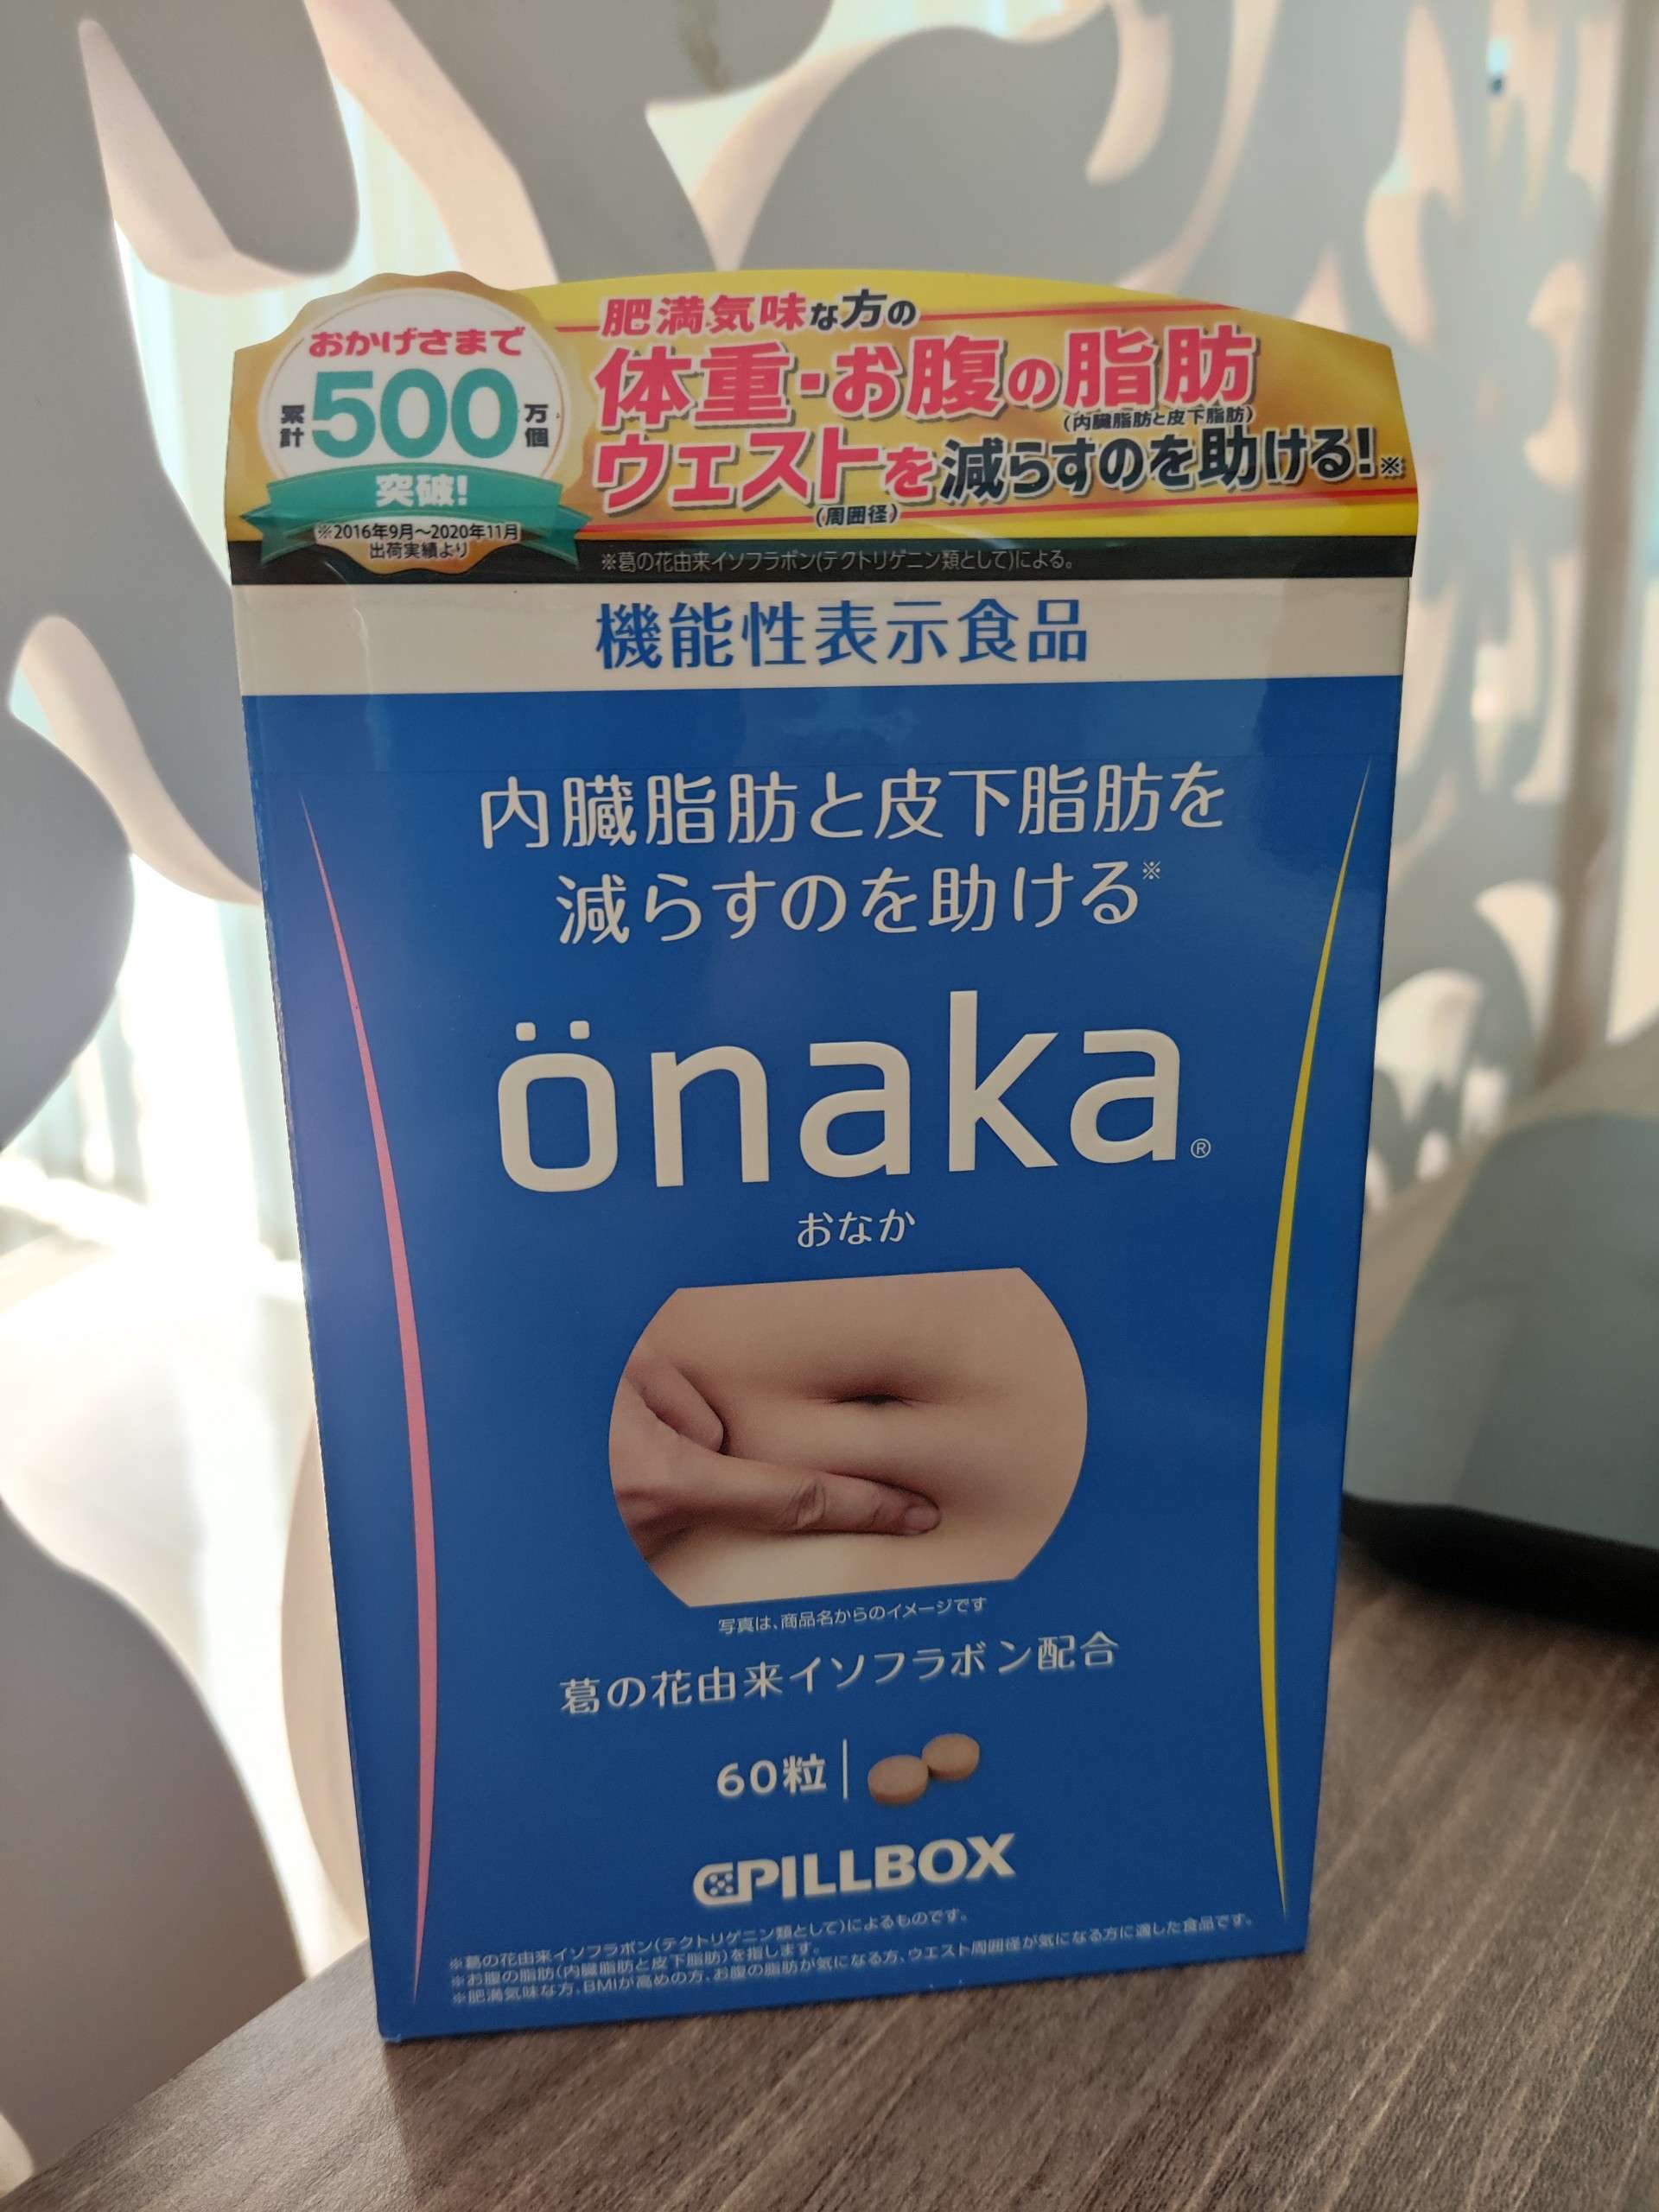 おかげさまで
累計500万個
突破!
※2016年9月～2020年11月
出荷実績より
肥満気味な方の
体重・お腹の脂肪
(内臓脂肪と皮下脂肪)
ウエストを減らすのを助ける!※
(周囲径)
※葛の花由来イソフラボン(テクトリゲニン類として)による。
機能性表示食品
内臓脂肪と皮下脂肪を
減らすのを助ける※
önaka®
おなか
写真は、商品名からのイメージです
葛の花由来イソフラボン配合
60粒
PILLBOX
※葛の花由来イソフラボン(テクトリゲニン類として)によるものです。
※お腹の脂肪(内臓脂肪と皮下脂肪)を指します。
※肥満気味な方、BMIが高めの方、お腹の脂肪が気になる方、ウエスト周囲径が気になる方に適した食品です。